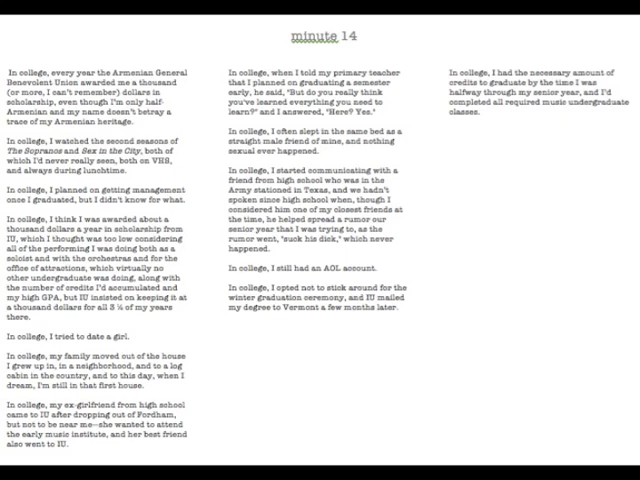 minute 14
In college, every year the Armenian General
Benevolent Union awarded me a thousand
(or more, I can't remember) dollars in
scholarship, even though I'm only half-
Armenian and my name doesn't betray a
trace of my Armenian heritage.
In college, I watched the second seasons of
The Sopranos and Sex in the City, both of
which I'd never really seen, both on VHS,
and always during lunchtime.
In college, I planned on getting management
once I graduated, but I didn't know for what.
In college, I think I was awarded about a
thousand dollars a year in scholarship from
IU, which I thought was too low considering
all of the performing I was doing both as a
soloist and with the orchestras and for the
office of attractions, which virtually no
other undergraduate was doing, along with
the number of credits I'd accumulated and
my high GPA, but IU insisted on keeping it at
a thousand dollars for all 3 ½ of my years
there.
In college, I tried to date a girl.
In college, my family moved out of the house
I grew up in, in a neighborhood, and to a log
cabin in the country, and to this day, when I
dream, I'm still in that first house.
In college, my ex-girlfriend from high school
came to IU after dropping out of Fordham,
but not to be near me—she wanted to attend
the early music institute, and her best friend
also went to IU.
In college, when I told my primary teacher
that I planned on graduating a semester
early, he said, "But do you really think
you've learned everything you need to
learn?" and I answered, "Here? Yes."
In college, I often slept in the same bed as a
straight male friend of mine, and nothing
sexual ever happened.
In college, I started communicating with a
friend from high school who was in the
Army stationed in Texas, and we hadn't
spoken since high school when, though I
considered him one of my closest friends at
the time, he helped spread a rumor our
senior year that I was trying to, as the
rumor went, "suck his dick," which never
happened.
In college, I still had an AOL account.
In college, I opted not to stick around for the
winter graduation ceremony, and IU mailed
my degree to Vermont a few months later.
In college, I had the necessary amount of
credits to graduate by the time I was
halfway through my senior year, and I'd
completed all required music undergraduate
classes.